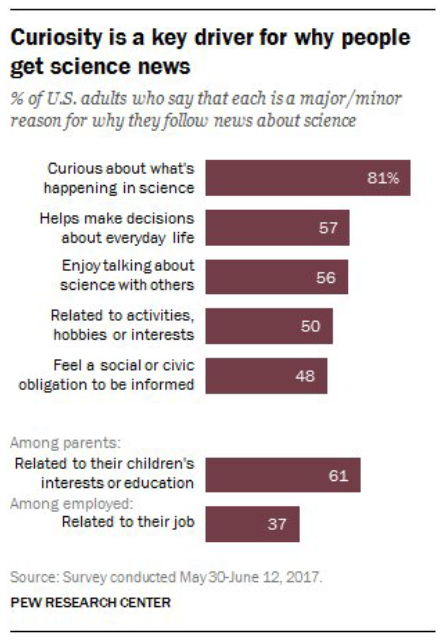 Curiosity is a key driver for why people
get science news
% of U.S. adults who say that each is a major/minor
reason for why they follow news about science
Curious about what's
happening in science
81%
Helps make decisions
about everyday life
57
Enjoy talking about
science with others
56
Related to activities,
hobbies or interests
50
Feel a social or civic
obligation to be informed
48
Among parents:
Related to their children's
interests or education
61
Among employed:
Related to their job
37
Source: Survey conducted May 30-June 12, 2017.
PEW RESEARCH CENTER